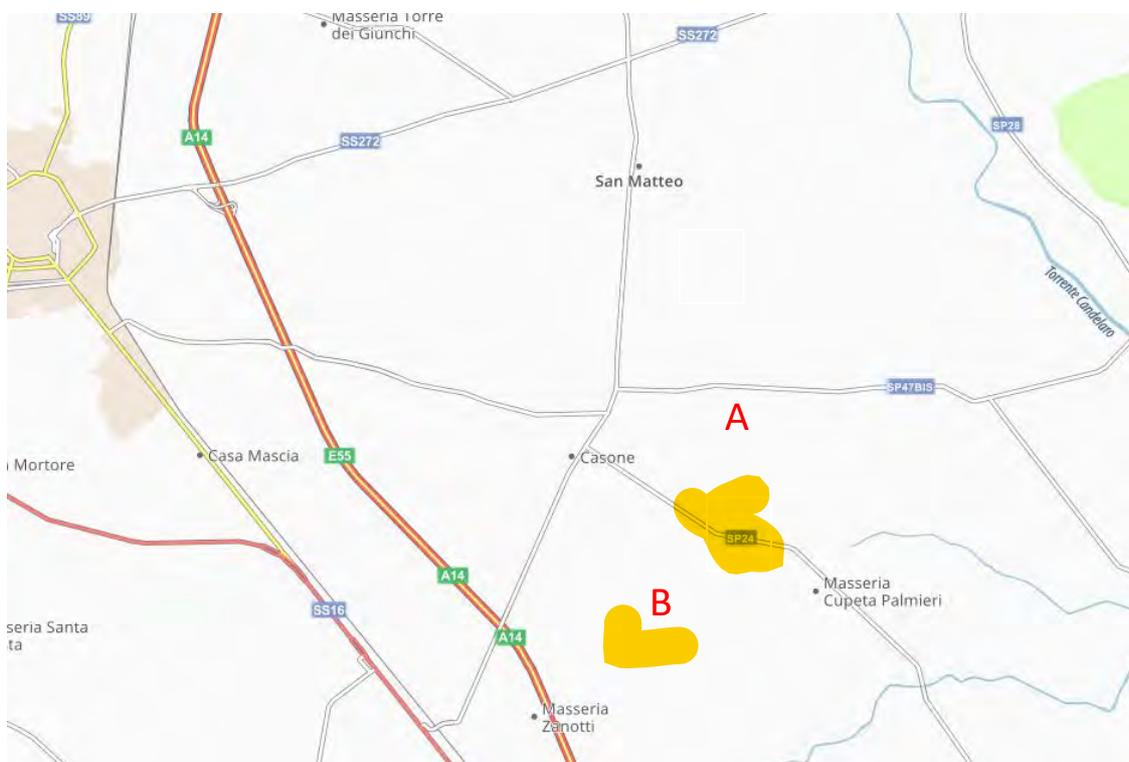 SS89
Masseria Torre
dei Giunchi
SS272
A14
SS272
SP28
San Matteo
Torrente Candelaro
SP47BIS
A
Casa Mascia
E55
Casone
Mortore
SP24
A14
Masseria
Cupeta Palmieri
SS16
B
seria Santa
ta
A14
Masseria
Zanotti